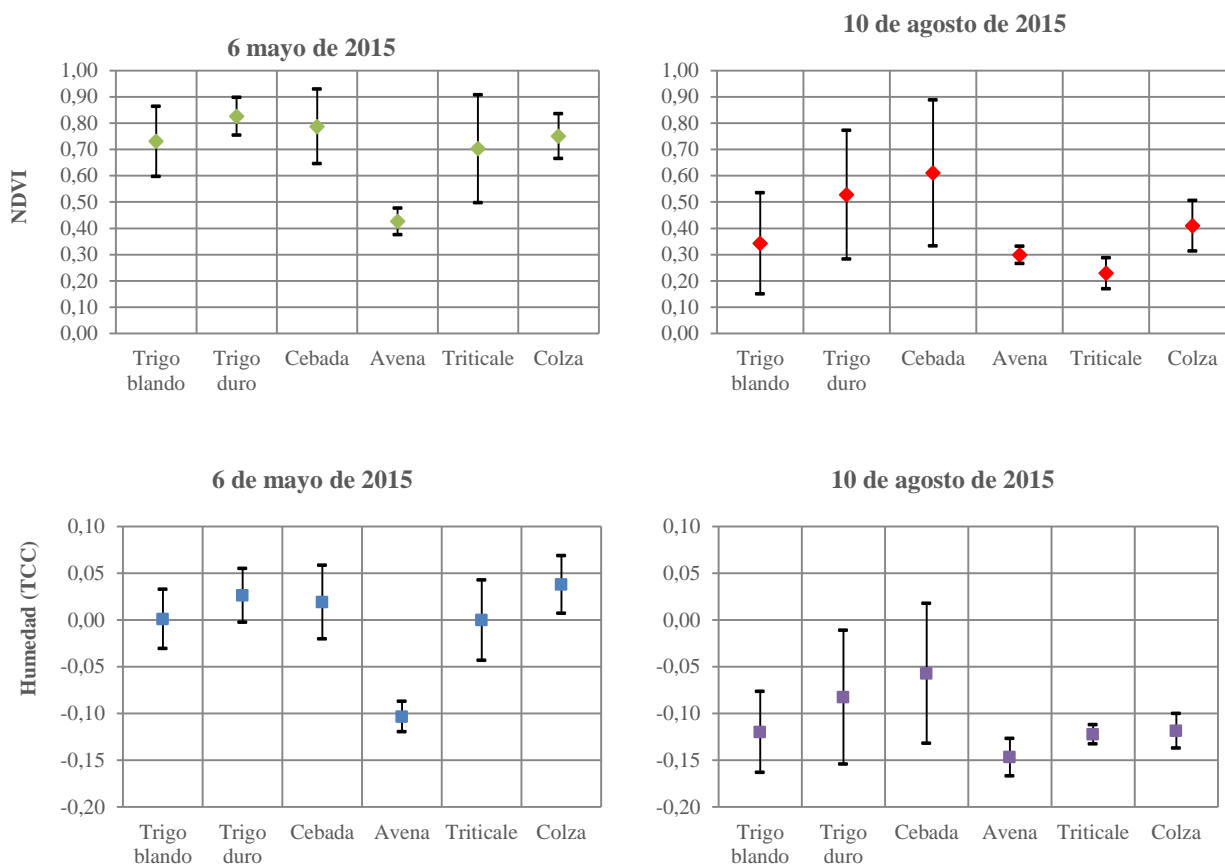 6 mayo de 2015
1,00
0,90
0,80
0,70
0,60
0,50
0,40
0,30
0,20
0,10
0,00
NDVI
Trigo blando
Trigo duro
Cebada
Avena
Triticale
Colza
10 de agosto de 2015
1,00
0,90
0,80
0,70
0,60
0,50
0,40
0,30
0,20
0,10
0,00
Trigo blando
Trigo duro
Cebada
Avena
Triticale
Colza
6 de mayo de 2015
0,10
0,05
0,00
-0,05
-0,10
-0,15
-0,20
Humedad (TCC)
Trigo blando
Trigo duro
Cebada
Avena
Triticale
Colza
10 de agosto de 2015
0,10
0,05
0,00
-0,05
-0,10
-0,15
-0,20
Trigo blando
Trigo duro
Cebada
Avena
Triticale
Colza